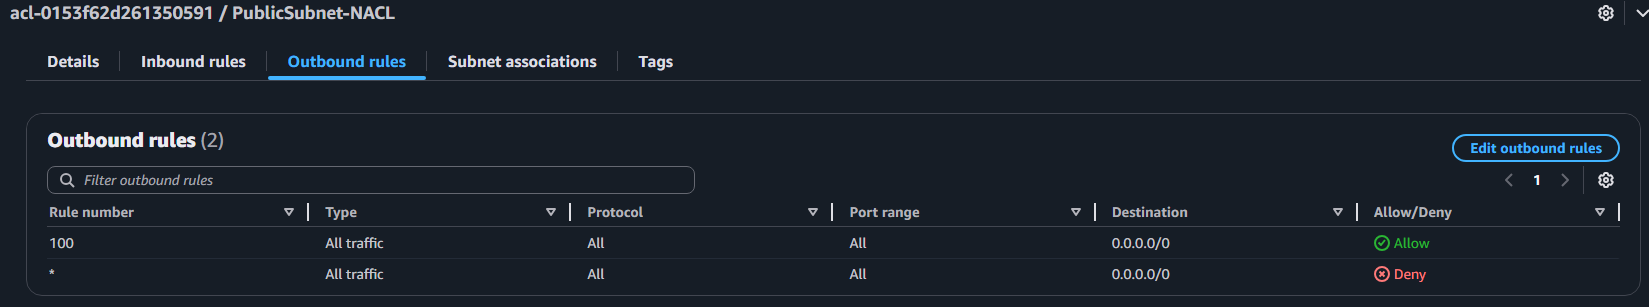 acl-0153f62d261350591 / PublicSubnet-NACL
Details Inbound rules Outbound rules Subnet associations Tags
Outbound rules (2)
Edit outbound rules
Filter outbound rules
1
Rule number Type Protocol Port range Destination Allow/Deny
100 All traffic All All 0.0.0.0/0 Allow
* All traffic All All 0.0.0.0/0 Deny